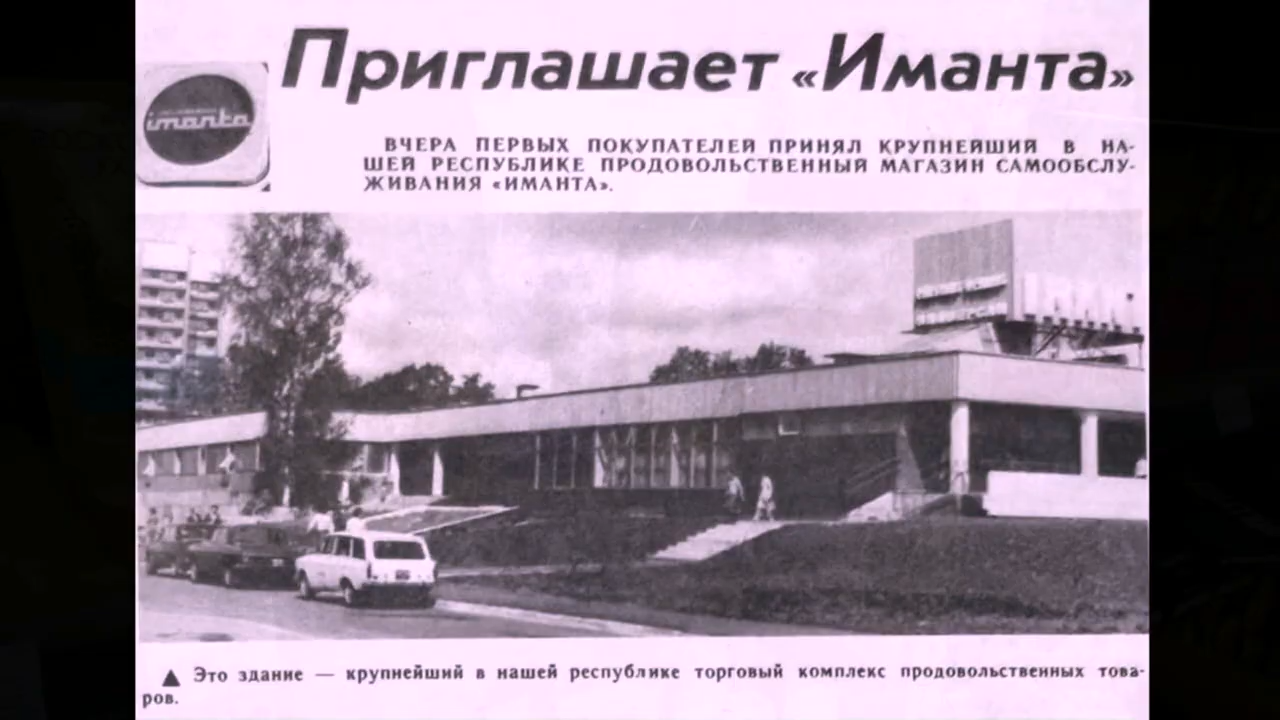 Приглашает «Иманта»
imanta
ВЧЕРА ПЕРВЫХ ПОКУПАТЕЛЕЙ ПРИНЯЛ КРУПНЕЙШИЙ В НА-
ШЕЙ РЕСПУБЛИКЕ ПРОДОВОЛЬСТВЕННЫЙ МАГАЗИН САМООБСЛУ-
ЖИВАНИЯ «ИМАНТА».
▲ Это здание — крупнейший в нашей республике торговый комплекс продовольственных това-
ров.